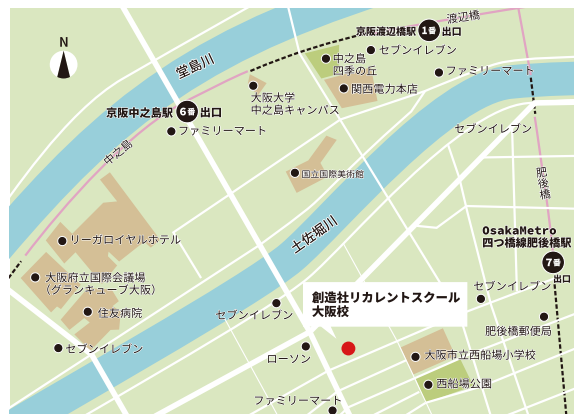 N
堂島川
京阪渡辺橋駅 1番 出口
渡辺橋
セブンイレブン
中之島
四季の丘
ファミリーマート
関西電力本店
大阪大学
中之島キャンパス
京阪中之島駅 6番 出口
ファミリーマート
セブンイレブン
中之島
国立国際美術館
肥後橋
土佐堀川
OsakaMetro
四つ橋線肥後橋駅
7番
出口
リーガロイヤルホテル
大阪府立国際会議場
(グランキューブ大阪)
住友病院
セブンイレブン
セブンイレブン
創造社リカレントスクール
大阪校
セブンイレブン
肥後橋郵便局
ローソン
大阪市立西船場小学校
西船場公園
ファミリーマート